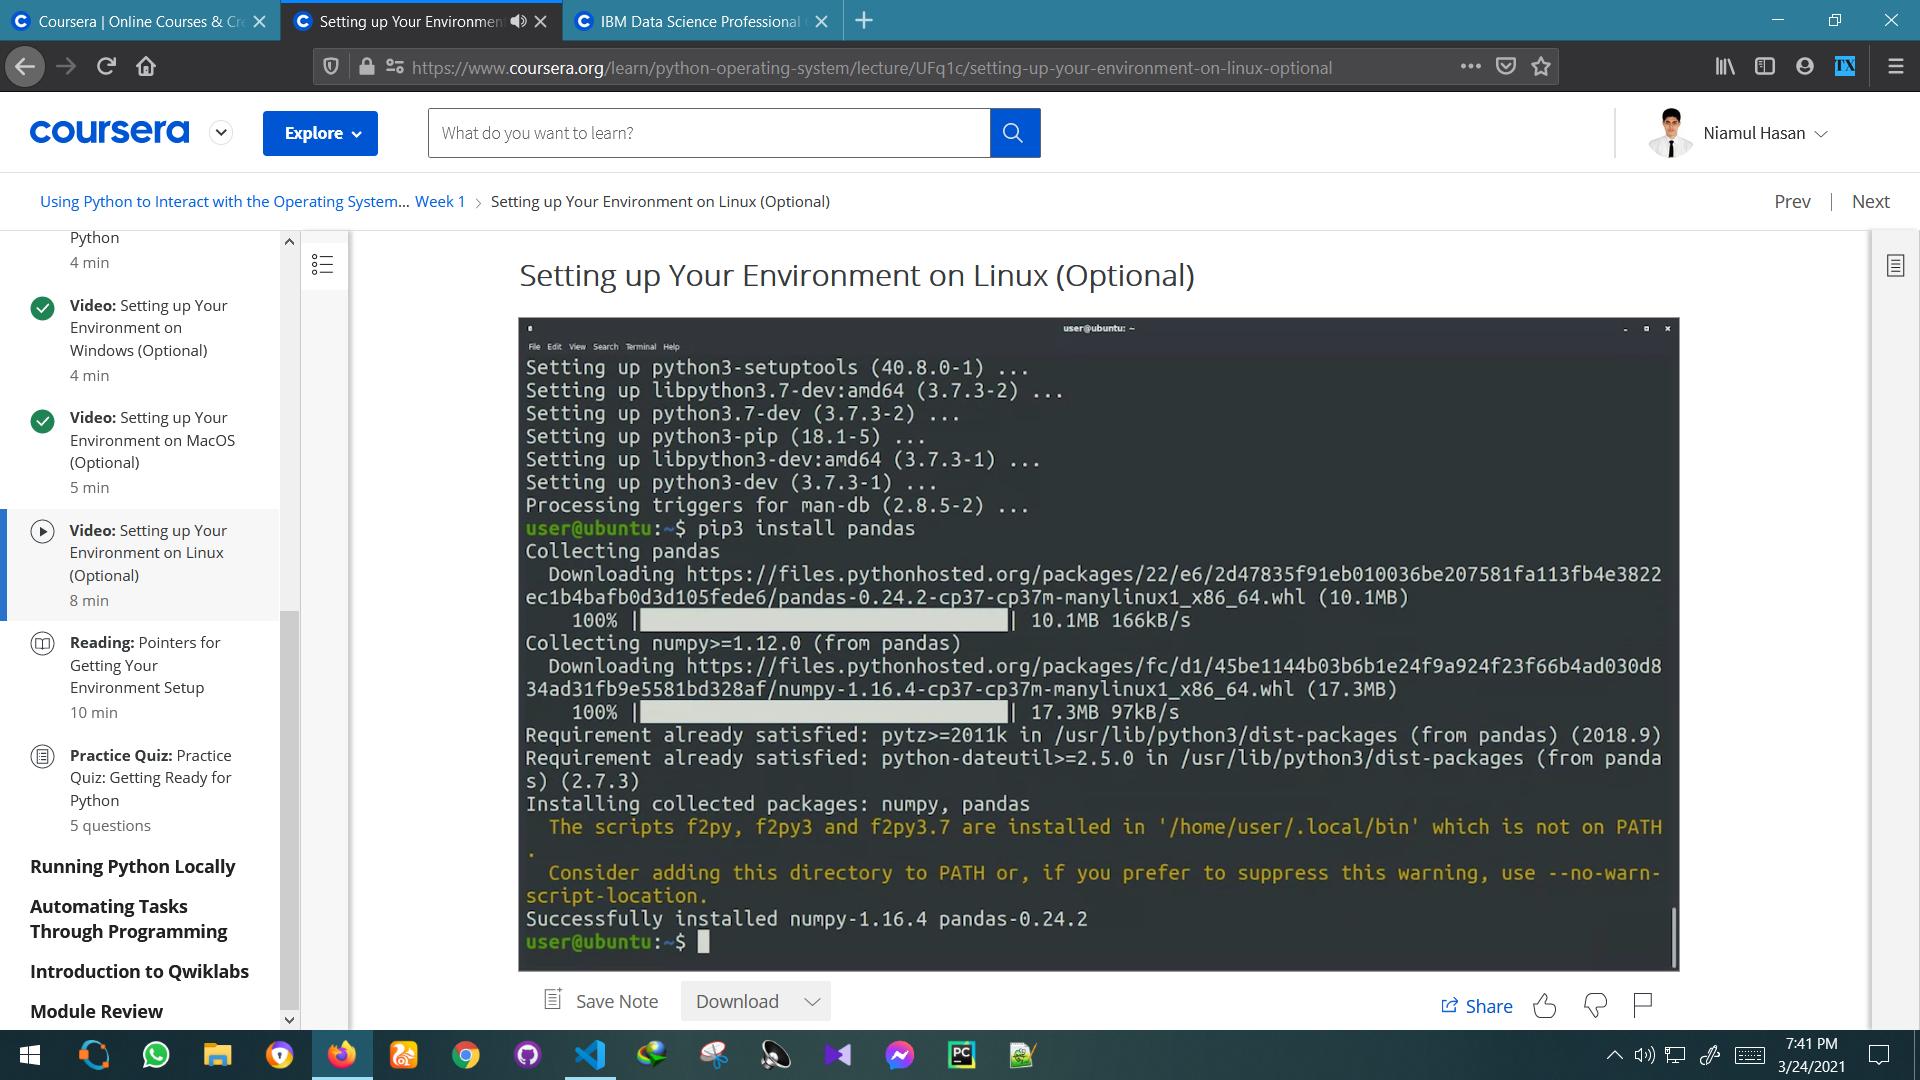 Coursera | Online Courses & Cr
Setting up Your Environmen
IBM Data Science Professional
https://www.coursera.org/learn/python-operating-system/lecture/UFq1c/setting-up-your-environment-on-linux-optional
TX
coursera
Explore
What do you want to learn?
Niamul Hasan
Using Python to Interact with the Operating System... Week 1 > Setting up Your Environment on Linux (Optional)
Prev | Next
Python
4 min
Video: Setting up Your
Environment on
Windows (Optional)
4 min
Video: Setting up Your
Environment on MacOS
(Optional)
5 min
Video: Setting up Your
Environment on Linux
(Optional)
8 min
Reading: Pointers for
Getting Your
Environment Setup
10 min
Practice Quiz: Practice
Quiz: Getting Ready for
Python
5 questions
Running Python Locally
Automating Tasks
Through Programming
Introduction to Qwiklabs
Module Review
Setting up Your Environment on Linux (Optional)
user@ubuntu: ~
File Edit View Search Terminal Help
Setting up python3-setuptools (40.8.0-1) ...
Setting up libpython3.7-dev:amd64 (3.7.3-2) ...
Setting up python3.7-dev (3.7.3-2) ...
Setting up python3-pip (18.1-5) ...
Setting up libpython3-dev:amd64 (3.7.3-1) ...
Setting up python3-dev (3.7.3-1) ...
Processing triggers for man-db (2.8.5-2) ...
user@ubuntu:~$ pip3 install pandas
Collecting pandas
  Downloading https://files.pythonhosted.org/packages/22/e6/2d47835f91eb010036be207581fa113fb4e3822
ec1b4bafb0d3d105fede6/pandas-0.24.2-cp37-cp37m-manylinux1_x86_64.whl (10.1MB)
    100% | | 10.1MB 166kB/s
Collecting numpy>=1.12.0 (from pandas)
  Downloading https://files.pythonhosted.org/packages/fc/d1/45be1144b03b6b1e24f9a924f23f66b4ad030d8
34ad31fb9e5581bd328af/numpy-1.16.4-cp37-cp37m-manylinux1_x86_64.whl (17.3MB)
    100% | | 17.3MB 97kB/s
Requirement already satisfied: pytz>=2011k in /usr/lib/python3/dist-packages (from pandas) (2018.9)
Requirement already satisfied: python-dateutil>=2.5.0 in /usr/lib/python3/dist-packages (from panda
s) (2.7.3)
Installing collected packages: numpy, pandas
  The scripts f2py, f2py3 and f2py3.7 are installed in '/home/user/.local/bin' which is not on PATH
.
  Consider adding this directory to PATH or, if you prefer to suppress this warning, use --no-warn-
script-location.
Successfully installed numpy-1.16.4 pandas-0.24.2
user@ubuntu:~$
Save Note
Download
Share
PC
7:41 PM
3/24/2021